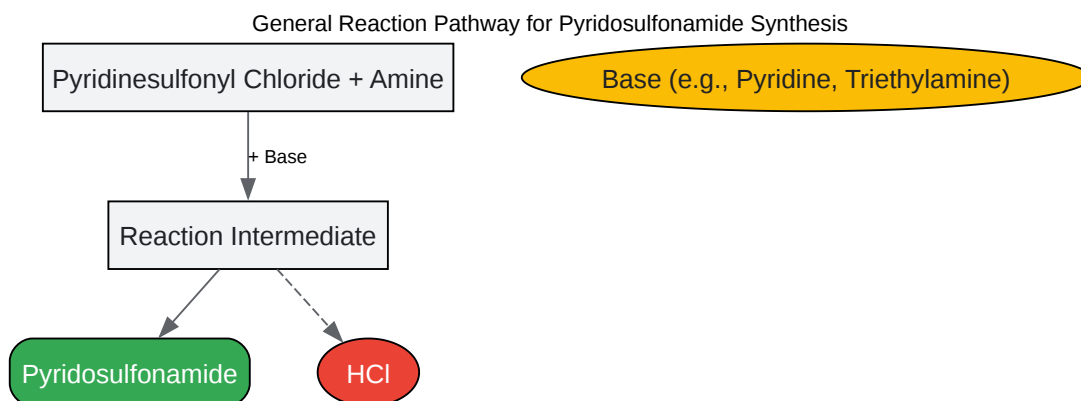 General Reaction Pathway for Pyridosulfonamide Synthesis
Pyridinesulfonyl Chloride + Amine
Base (e.g., Pyridine, Triethylamine)
+ Base
Reaction Intermediate
Pyridosulfonamide
HCl